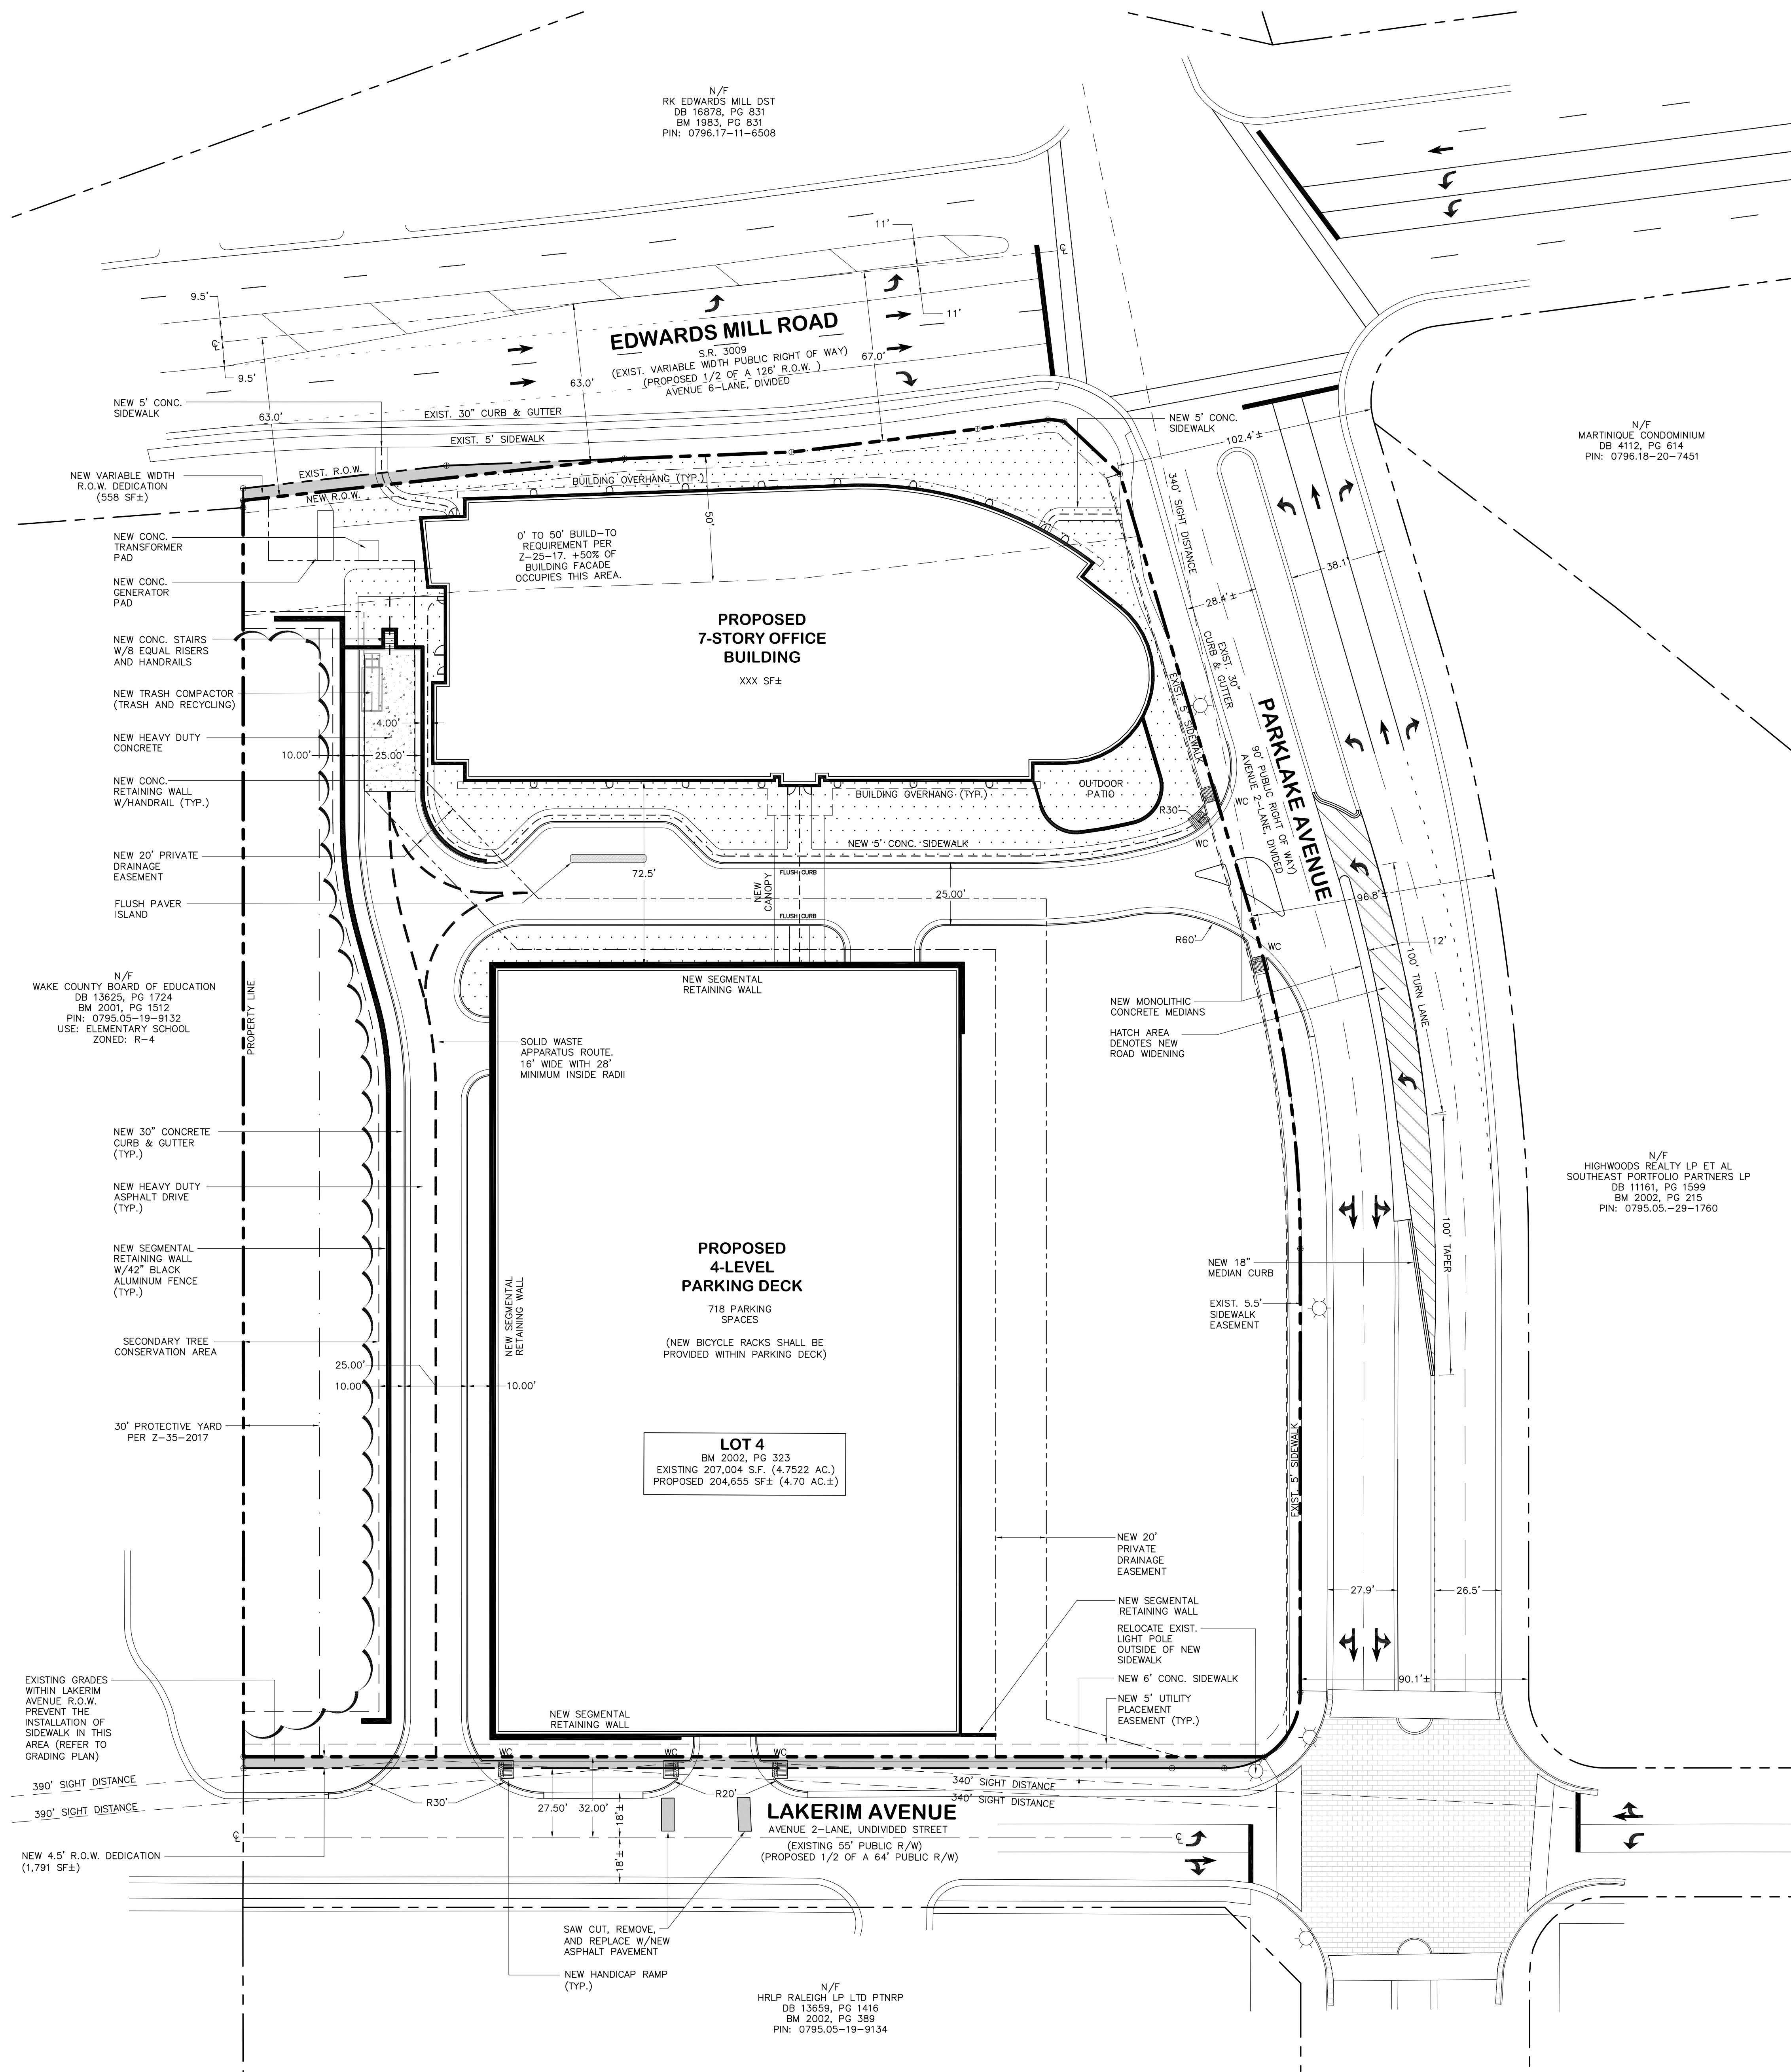 N/F
RK EDWARDS MILL DST
DB 16878, PG 831
BM 1983, PG 831
PIN: 0796.17-11-6508
11'
℄
9.5'
11'
EDWARDS MILL ROAD
S.R. 3009
(EXIST. VARIABLE WIDTH PUBLIC RIGHT OF WAY)
(PROPOSED 1/2 OF A 126' R.O.W. )
AVENUE 6-LANE, DIVIDED
℄
9.5'
63.0'
67.0'
63.0'
NEW 5' CONC.
SIDEWALK
EXIST. 30" CURB & GUTTER
EXIST. 5' SIDEWALK
NEW 5' CONC.
SIDEWALK
102.4'±
N/F
MARTINIQUE CONDOMINIUM
DB 4112, PG 614
PIN: 0796.18-20-7451
NEW VARIABLE WIDTH
R.O.W. DEDICATION
(558 SF±)
EXIST. R.O.W.
NEW R.O.W.
BUILDING OVERHANG (TYP.)
50'
0' TO 50' BUILD-TO
REQUIREMENT PER
Z-25-17. +50% OF
BUILDING FACADE
OCCUPIES THIS AREA.
340' SIGHT DISTANCE
38.1'
28.4'±
NEW CONC.
TRANSFORMER
PAD
NEW CONC.
GENERATOR
PAD
NEW CONC. STAIRS
W/8 EQUAL RISERS
AND HANDRAILS
PROPOSED
7-STORY OFFICE
BUILDING
XXX SF±
EXIST. 30"
CURB & GUTTER
EXIST. 5' SIDEWALK
PARKLAKE AVENUE
90' PUBLIC RIGHT OF WAY)
AVENUE 2-LANE, DIVIDED
NEW TRASH COMPACTOR
(TRASH AND RECYCLING)
4.00'
NEW HEAVY DUTY
CONCRETE
10.00'
25.00'
NEW CONC.
RETAINING WALL
W/HANDRAIL (TYP.)
BUILDING OVERHANG (TYP.)
OUTDOOR
PATIO
R30'
WC
WC
NEW 5' CONC. SIDEWALK
NEW 20' PRIVATE
DRAINAGE
EASEMENT
72.5'
FLUSH CURB
NEW
CANOPY
FLUSH CURB
25.00'
96.8'±
FLUSH PAVER
ISLAND
R60'
WC
12'
100' TURN LANE
N/F
WAKE COUNTY BOARD OF EDUCATION
DB 13625, PG 1724
BM 2001, PG 1512
PIN: 0795.05-19-9132
USE: ELEMENTARY SCHOOL
ZONED: R-4
PROPERTY LINE
NEW SEGMENTAL
RETAINING WALL
NEW MONOLITHIC
CONCRETE MEDIANS
HATCH AREA
DENOTES NEW
ROAD WIDENING
SOLID WASTE
APPARATUS ROUTE.
16' WIDE WITH 28'
MINIMUM INSIDE RADII
NEW 30" CONCRETE
CURB & GUTTER
(TYP.)
NEW HEAVY DUTY
ASPHALT DRIVE
(TYP.)
N/F
HIGHWOODS REALTY LP ET AL
SOUTHEAST PORTFOLIO PARTNERS LP
DB 11161, PG 1599
BM 2002, PG 215
PIN: 0795.05.-29-1760
NEW SEGMENTAL
RETAINING WALL
W/42" BLACK
ALUMINUM FENCE
(TYP.)
PROPOSED
4-LEVEL
PARKING DECK
718 PARKING
SPACES
(NEW BICYCLE RACKS SHALL BE
PROVIDED WITHIN PARKING DECK)
NEW SEGMENTAL
RETAINING WALL
100' TAPER
NEW 18"
MEDIAN CURB
EXIST. 5.5'
SIDEWALK
EASEMENT
SECONDARY TREE
CONSERVATION AREA
25.00'
10.00'
10.00'
30' PROTECTIVE YARD
PER Z-35-2017
LOT 4
BM 2002, PG 323
EXISTING 207,004 S.F. (4.7522 AC.)
PROPOSED 204,655 SF± (4.70 AC.±)
EXIST. 5' SIDEWALK
NEW 20'
PRIVATE
DRAINAGE
EASEMENT
27.9'
26.5'
NEW SEGMENTAL
RETAINING WALL
RELOCATE EXIST.
LIGHT POLE
OUTSIDE OF NEW
SIDEWALK
NEW 6' CONC. SIDEWALK
90.1'±
NEW 5' UTILITY
PLACEMENT
EASEMENT (TYP.)
EXISTING GRADES
WITHIN LAKERIM
AVENUE R.O.W.
PREVENT THE
INSTALLATION OF
SIDEWALK IN THIS
AREA (REFER TO
GRADING PLAN)
NEW SEGMENTAL
RETAINING WALL
WC
WC
WC
390' SIGHT DISTANCE
390' SIGHT DISTANCE
340' SIGHT DISTANCE
340' SIGHT DISTANCE
R30'
27.50'
32.00'
18'±
18'±
R20'
LAKERIM AVENUE
AVENUE 2-LANE, UNDIVIDED STREET
(EXISTING 55' PUBLIC R/W)
(PROPOSED 1/2 OF A 64' PUBLIC R/W)
℄
℄
NEW 4.5' R.O.W. DEDICATION
(1,791 SF±)
SAW CUT, REMOVE,
AND REPLACE W/NEW
ASPHALT PAVEMENT
NEW HANDICAP RAMP
(TYP.)
N/F
HRLP RALEIGH LP LTD PTNRP
DB 13659, PG 1416
BM 2002, PG 389
PIN: 0795.05-19-9134